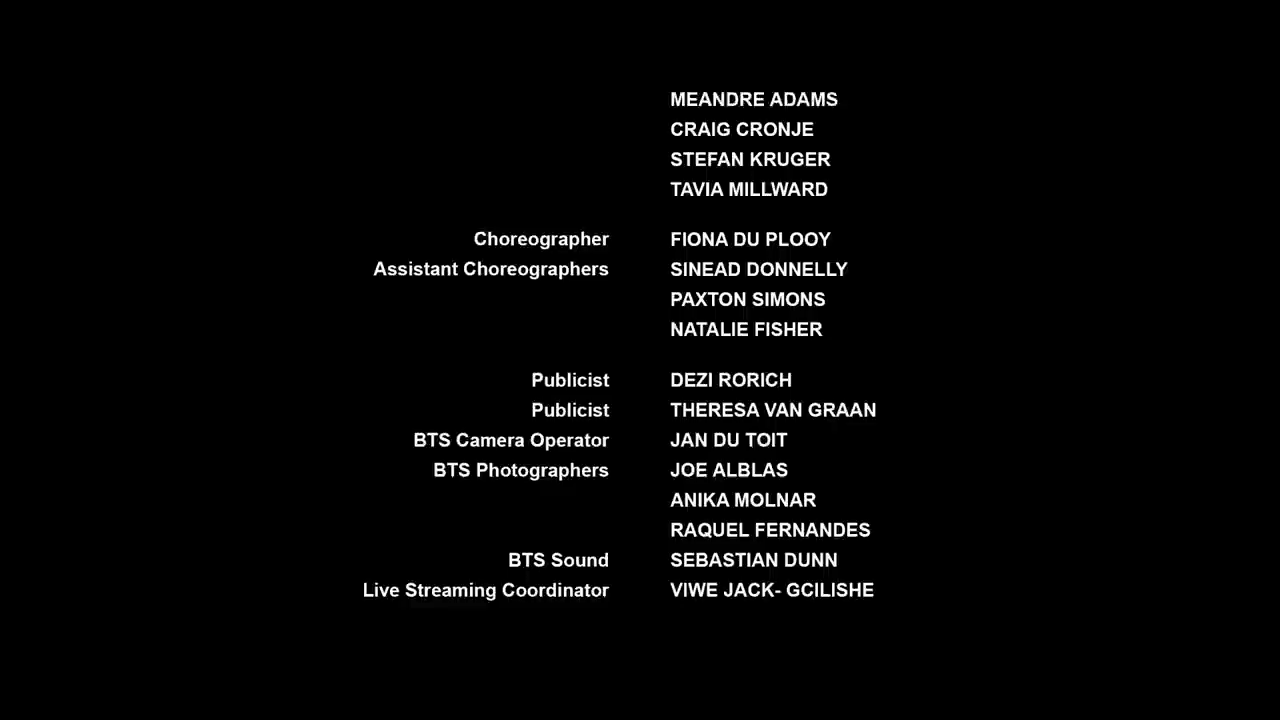 MEANDRE ADAMS
CRAIG CRONJE
STEFAN KRUGER
TAVIA MILLWARD
Choreographer FIONA DU PLOOY
Assistant Choreographers SINEAD DONNELLY
PAXTON SIMONS
NATALIE FISHER
Publicist DEZI RORICH
Publicist THERESA VAN GRAAN
BTS Camera Operator JAN DU TOIT
BTS Photographers JOE ALBLAS
ANIKA MOLNAR
RAQUEL FERNANDES
BTS Sound SEBASTIAN DUNN
Live Streaming Coordinator VIWE JACK- GCILISHE